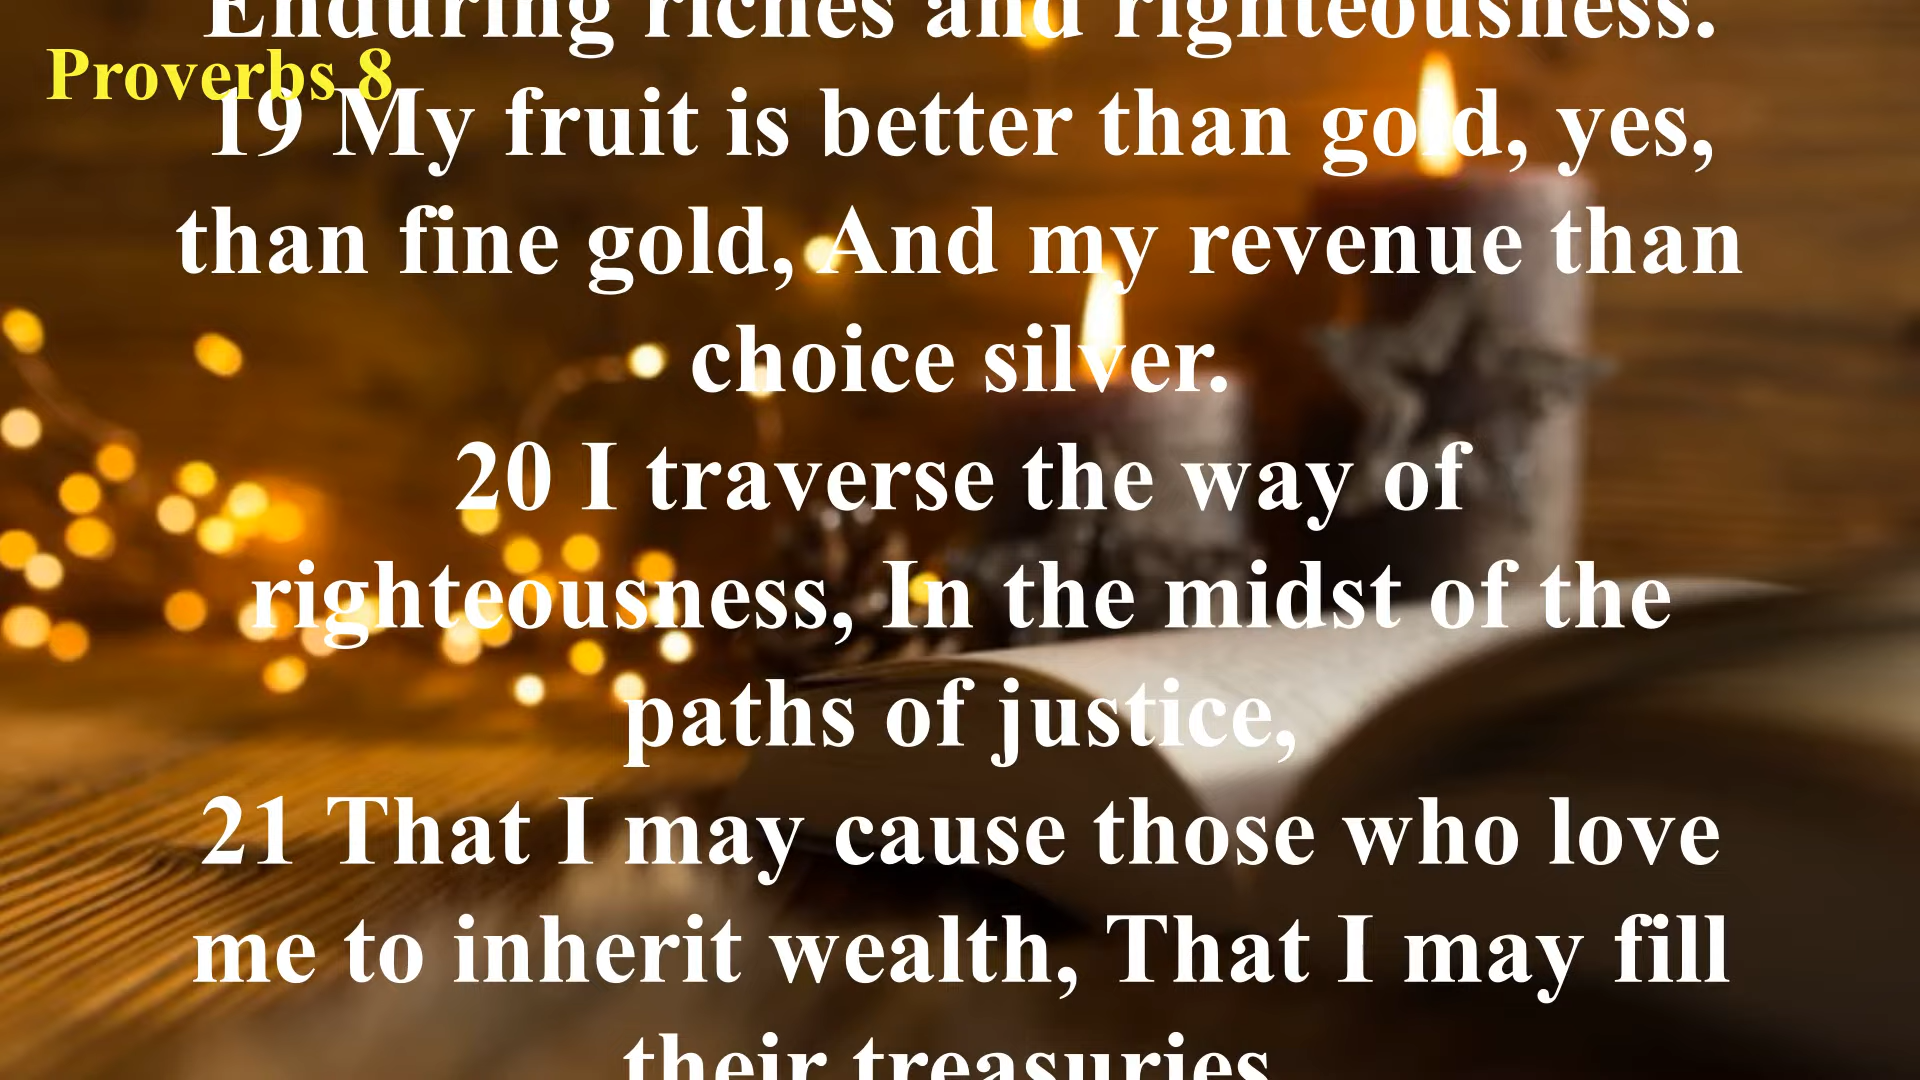 Enduring riches and righteousness.
Proverbs 8
19 My fruit is better than gold, yes,
than fine gold, And my revenue than
choice silver.
20 I traverse the way of
righteousness, In the midst of the
paths of justice,
21 That I may cause those who love
me to inherit wealth, That I may fill
their treasuries